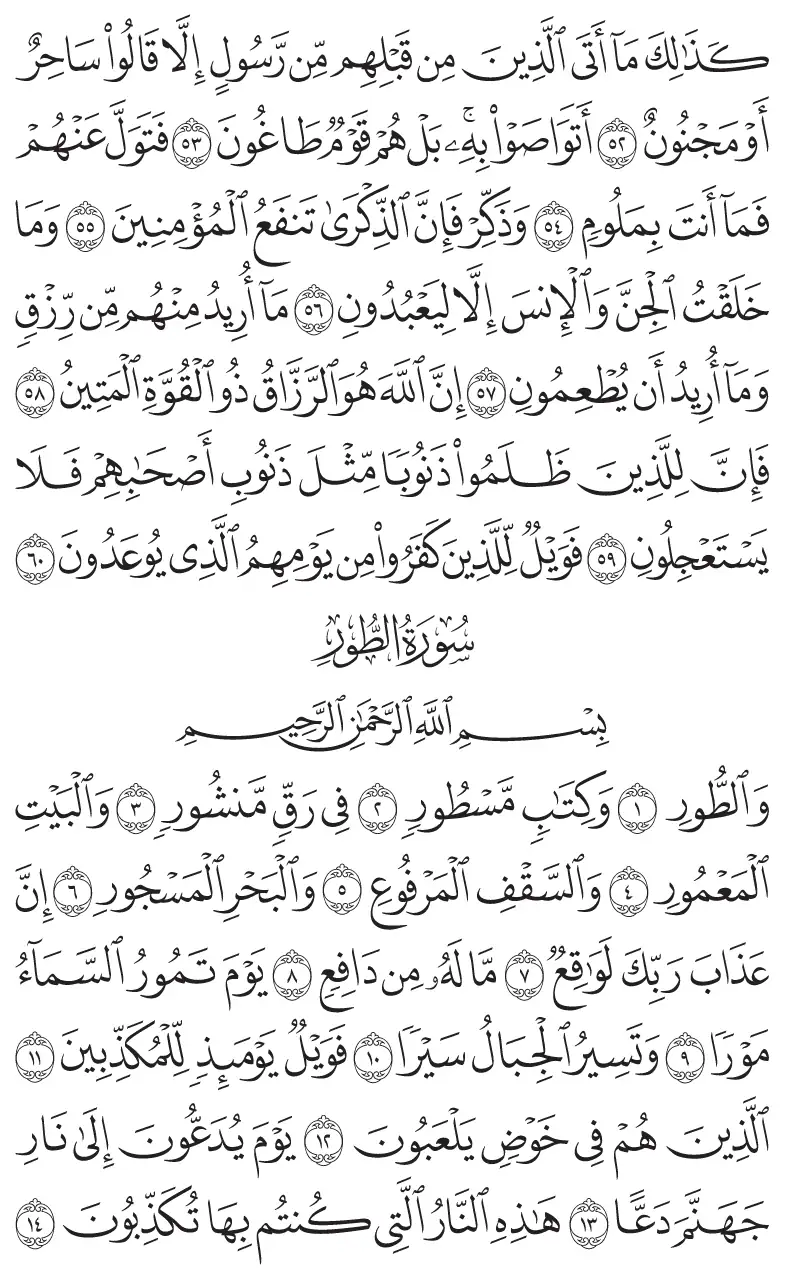 كَذَٰلِكَ مَآ أَتَى ٱلَّذِينَ مِن قَبْلِهِم مِّن رَّسُولٍ إِلَّا قَالُوا۟ سَاحِرٌ
أَوْ مَجْنُونٌ ٥٢ أَتَوَاصَوْا۟ بِهِۦ ۚ بَلْ هُمْ قَوْمٌ طَاغُونَ ٥٣ فَتَوَلَّ عَنْهُمْ
فَمَآ أَنتَ بِمَلُومٍ ٥٤ وَذَكِّرْ فَإِنَّ ٱلذِّكْرَىٰ تَنفَعُ ٱلْمُؤْمِنِينَ ٥٥ وَمَا
خَلَقْتُ ٱلْجِنَّ وَٱلْإِنسَ إِلَّا لِيَعْبُدُونِ ٥٦ مَآ أُرِيدُ مِنْهُم مِّن رِّزْقٍ
وَمَآ أُرِيدُ أَن يُطْعِمُونِ ٥٧ إِنَّ ٱللَّهَ هُوَ ٱلرَّزَّاقُ ذُو ٱلْقُوَّةِ ٱلْمَتِينُ ٥٨
فَإِنَّ لِلَّذِينَ ظَلَمُوا۟ ذَنُوبًا مِّثْلَ ذَنُوبِ أَصْحَٰبِهِمْ فَلَا
يَسْتَعْجِلُونِ ٥٩ فَوَيْلٌ لِّلَّذِينَ كَفَرُوا۟ مِن يَوْمِهِمُ ٱلَّذِى يُوعَدُونَ ٦٠
سُورَةُ الطُّورِ
بِسْمِ ٱللَّهِ ٱلرَّحْمَٰنِ ٱلرَّحِيمِ
وَٱلطُّورِ ١ وَكِتَٰبٍ مَّسْطُورٍ ٢ فِى رَقٍّ مَّنشُورٍ ٣ وَٱلْبَيْتِ
ٱلْمَعْمُورِ ٤ وَٱلسَّقْفِ ٱلْمَرْفُوعِ ٥ وَٱلْبَحْرِ ٱلْمَسْجُورِ ٦ إِنَّ
عَذَابَ رَبِّكَ لَوَٰقِعٌ ٧ مَّا لَهُۥ مِن دَافِعٍ ٨ يَوْمَ تَمُورُ ٱلسَّمَآءُ
مَوْرًا ٩ وَتَسِيرُ ٱلْجِبَالُ سَيْرًا ١٠ فَوَيْلٌ يَوْمَئِذٍ لِّلْمُكَذِّبِينَ ١١
ٱلَّذِينَ هُمْ فِى خَوْضٍ يَلْعَبُونَ ١٢ يَوْمَ يُدَعُّونَ إِلَىٰ نَارِ
جَهَنَّمَ دَعًّا ١٣ هَٰذِهِ ٱلنَّارُ ٱلَّتِى كُنتُم بِهَا تُكَذِّبُونَ ١٤